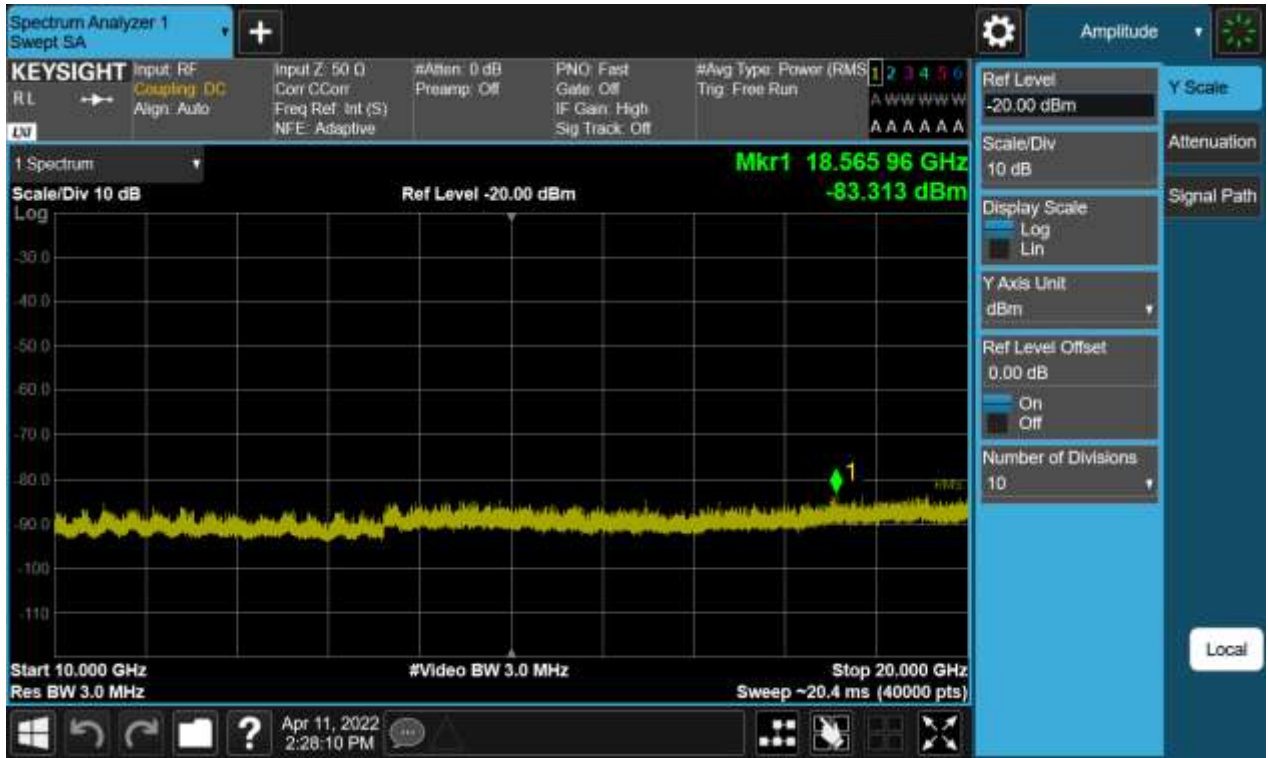 Spectrum Analyzer 1
Swept SA
Amplitude
KEYSIGHT
RL
LXI
Input: RF
Coupling: DC
Align: Auto
Input Z: 50 Ω
Corr CCorr
Freq Ref: Int (S)
NFE: Adaptive
#Atten: 0 dB
Preamp: Off
PNO: Fast
Gate: Off
IF Gain: High
Sig Track: Off
#Avg Type: Power (RMS
Trig: Free Run
1 2 3 4 5 6
A W W W W W
A A A A A A
1 Spectrum
Scale/Div 10 dB
Ref Level -20.00 dBm
Mkr1 18.565 96 GHz
-83.313 dBm
Log
-30.0
-40.0
-50.0
-60.0
-70.0
-80.0
-90.0
-100
-110
1
RMS
Start 10.000 GHz
Res BW 3.0 MHz
#Video BW 3.0 MHz
Stop 20.000 GHz
Sweep ~20.4 ms (40000 pts)
Ref Level
-20.00 dBm
Scale/Div
10 dB
Display Scale
Log
Lin
Y Axis Unit
dBm
Ref Level Offset
0.00 dB
On
Off
Number of Divisions
10
Y Scale
Attenuation
Signal Path
Local
?
Apr 11, 2022
2:28:10 PM